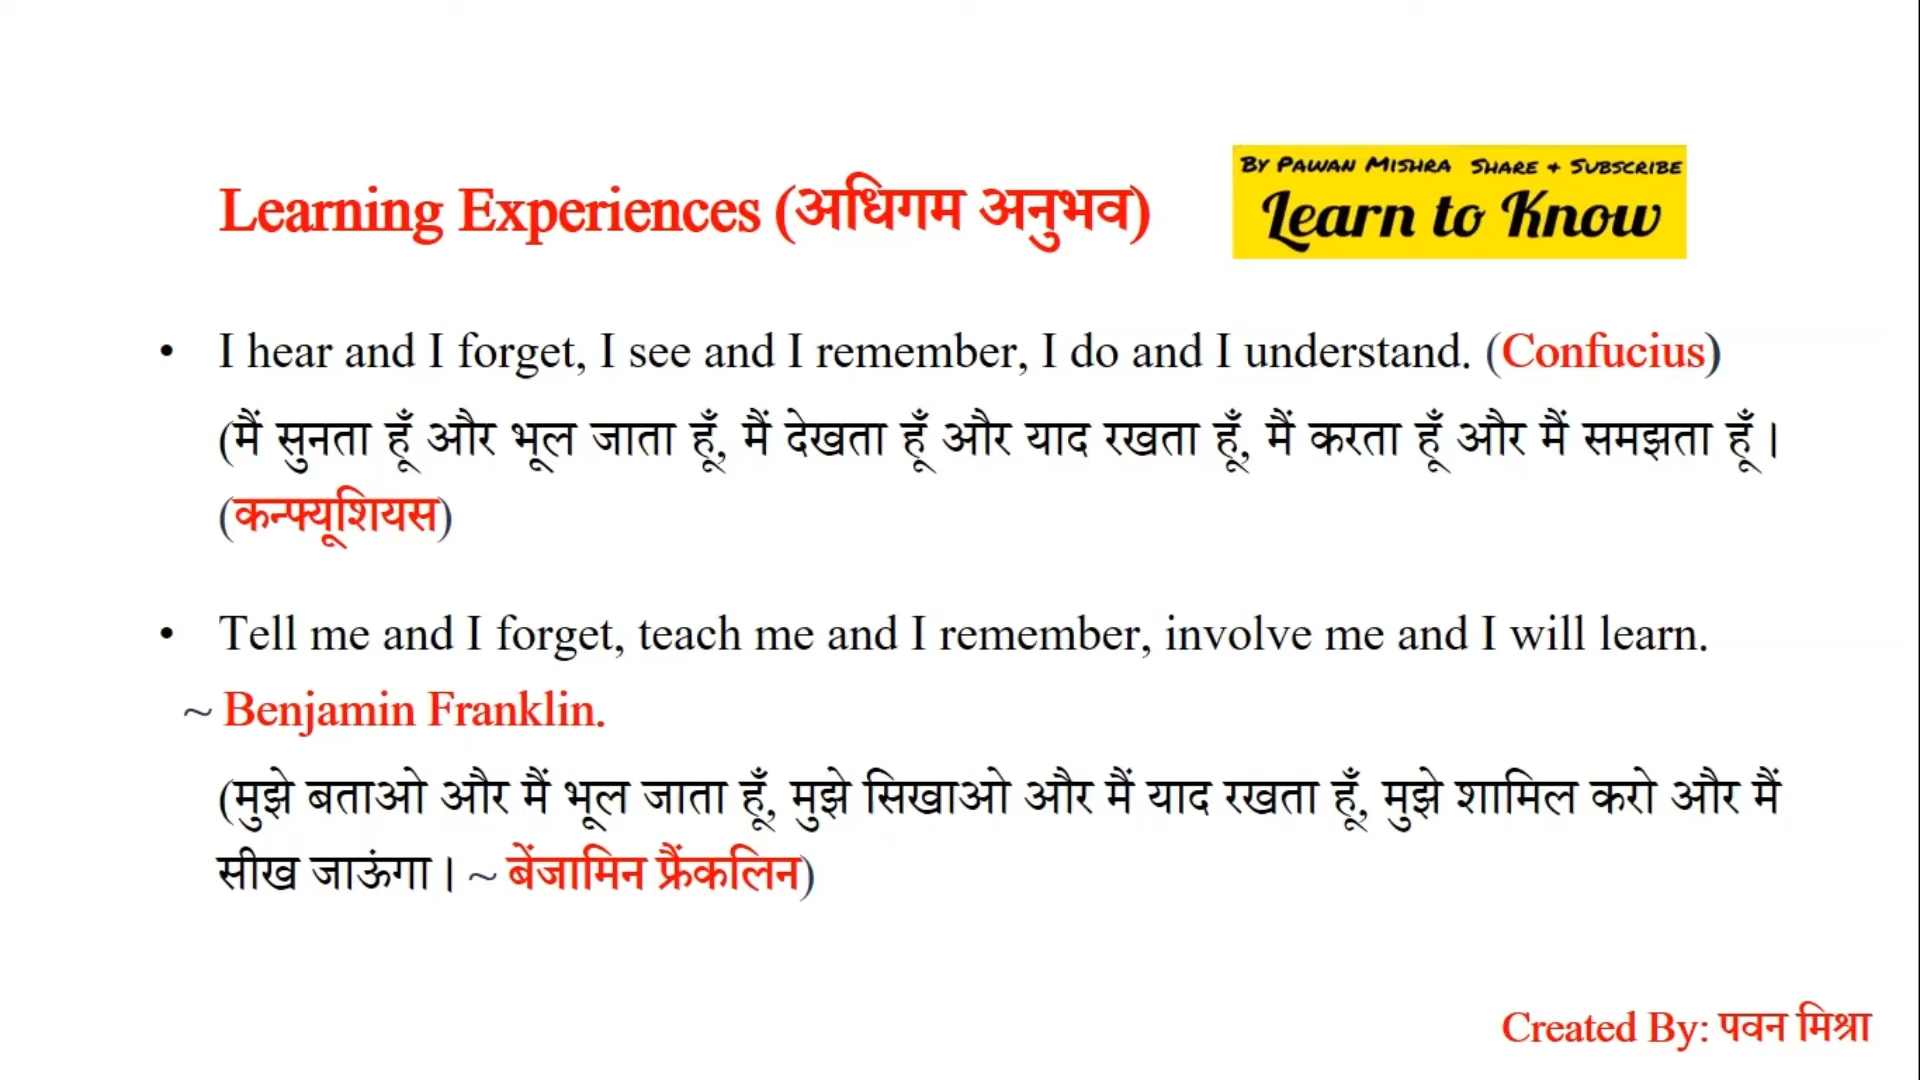 Learning Experiences (अधिगम अनुभव)
By Pawan Mishra Share + Subscribe
Learn to Know
• I hear and I forget, I see and I remember, I do and I understand. (Confucius)
(मैं सुनता हूँ और भूल जाता हूँ, मैं देखता हूँ और याद रखता हूँ, मैं करता हूँ और मैं समझता हूँ।
(कन्फ्यूशियस)
• Tell me and I forget, teach me and I remember, involve me and I will learn.
~ Benjamin Franklin.
(मुझे बताओ और मैं भूल जाता हूँ, मुझे सिखाओ और मैं याद रखता हूँ, मुझे शामिल करो और मैं
सीख जाऊंगा। ~ बेंजामिन फ्रैंकलिन)
Created By: पवन मिश्रा